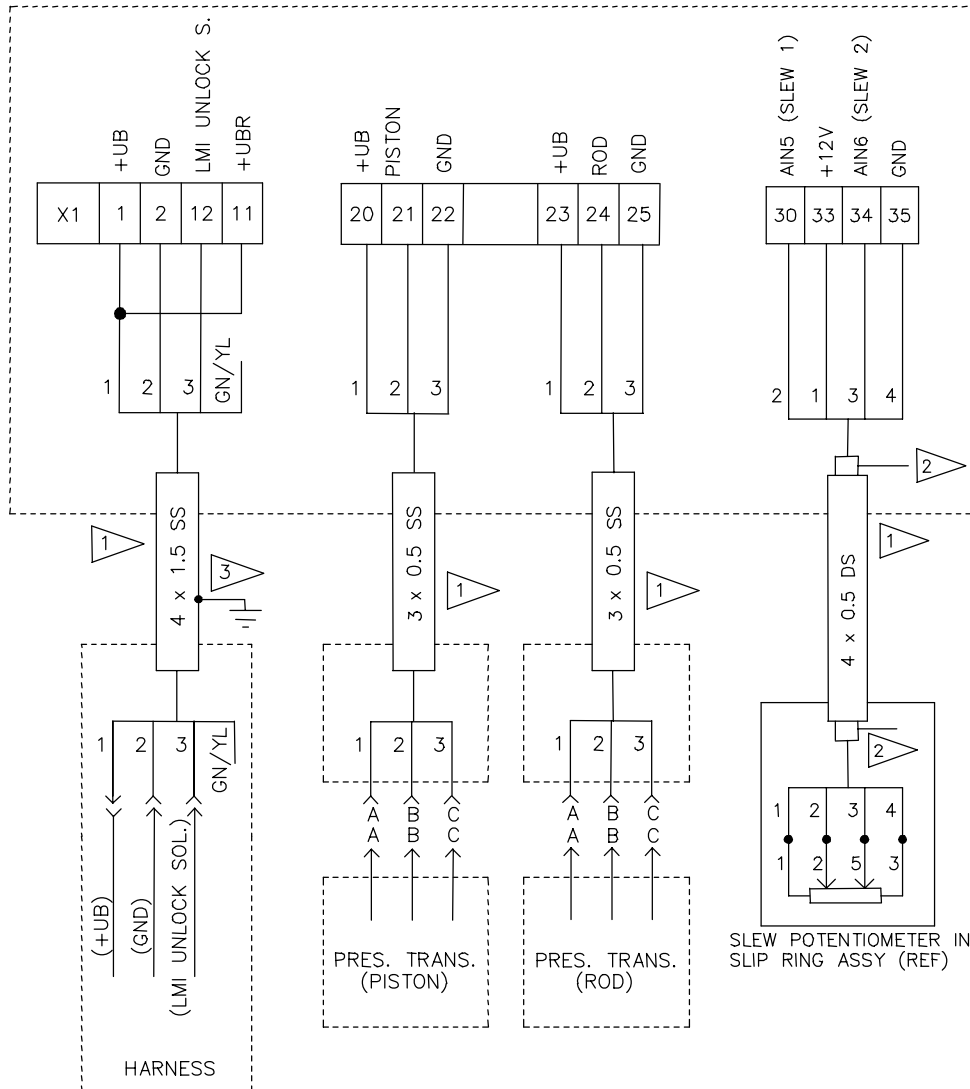 +UB
GND
LMI UNLOCK S.
+UBR
+UB
PISTON
GND
+UB
ROD
GND
AIN5 (SLEW 1)
+12V
AIN6 (SLEW 2)
GND
X1 1 2 12 11
20 21 22 23 24 25
30 33 34 35
1 2 3 GN/YL
1 2 3
1 2 3
2 1 3 4
2
1
4 x 1.5 SS
3
3 x 0.5 SS
1
3 x 0.5 SS
1
4 x 0.5 DS
1
2
1 2 3 GN/YL
1 2 3
1 2 3
1 2 3 4
1 2 5 3
A B C
A B C
A B C
A B C
(+UB)
(GND)
(LMI UNLOCK SOL.)
PRES. TRANS.
(PISTON)
PRES. TRANS.
(ROD)
SLEW POTENTIOMETER IN
SLIP RING ASSY (REF)
HARNESS